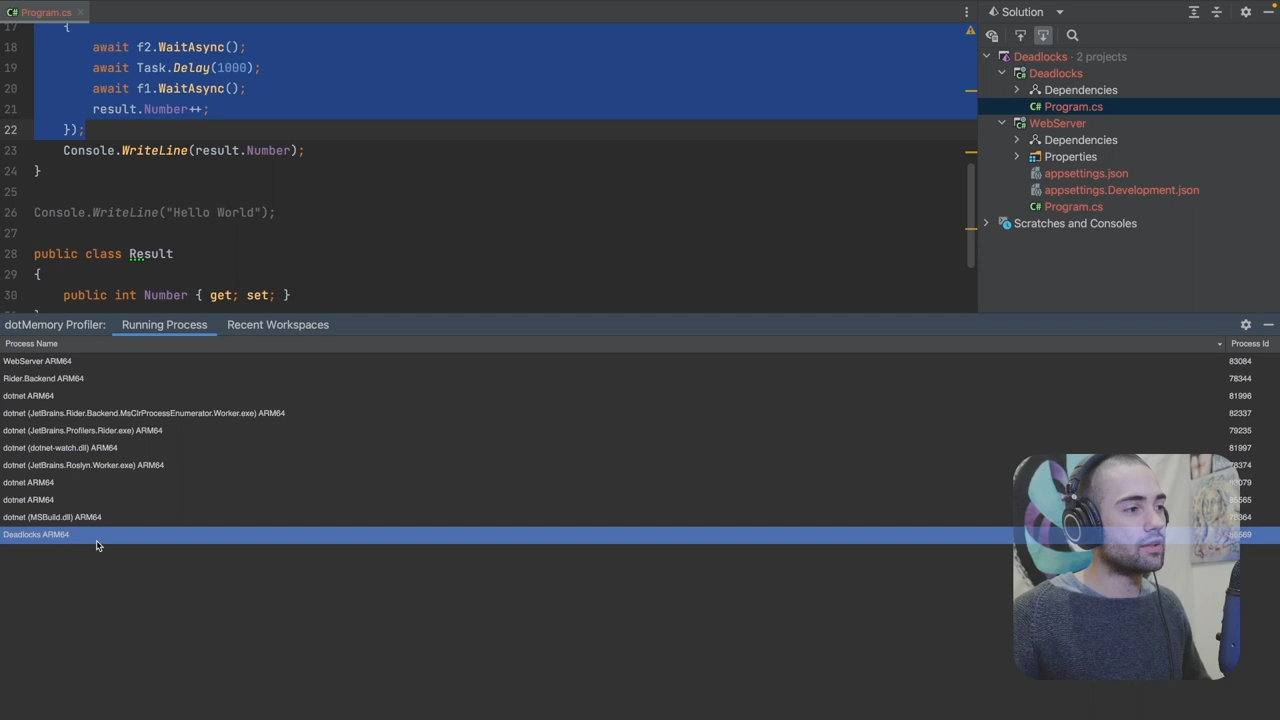 C# Program.cs
Solution
17 {
18 await f2.WaitAsync();
19 await Task.Delay(1000);
20 await f1.WaitAsync();
21 result.Number++;
22 });
23 Console.WriteLine(result.Number);
24 }
25
26 Console.WriteLine("Hello World");
27
28 public class Result
29 {
30 public int Number { get; set; }
Deadlocks · 2 projects
Deadlocks
Dependencies
C# Program.cs
WebServer
Dependencies
Properties
appsettings.json
appsettings.Development.json
C# Program.cs
Scratches and Consoles
dotMemory Profiler: Running Process Recent Workspaces
Process Name Process Id
WebServer ARM64 83084
Rider.Backend ARM64 78344
dotnet ARM64 81996
dotnet (JetBrains.Rider.Backend.MsClrProcessEnumerator.Worker.exe) ARM64 82337
dotnet (JetBrains.Profilers.Rider.exe) ARM64 79235
dotnet (dotnet-watch.dll) ARM64 81997
dotnet (JetBrains.Roslyn.Worker.exe) ARM64
dotnet ARM64
dotnet ARM64
dotnet (MSBuild.dll) ARM64
Deadlocks ARM64